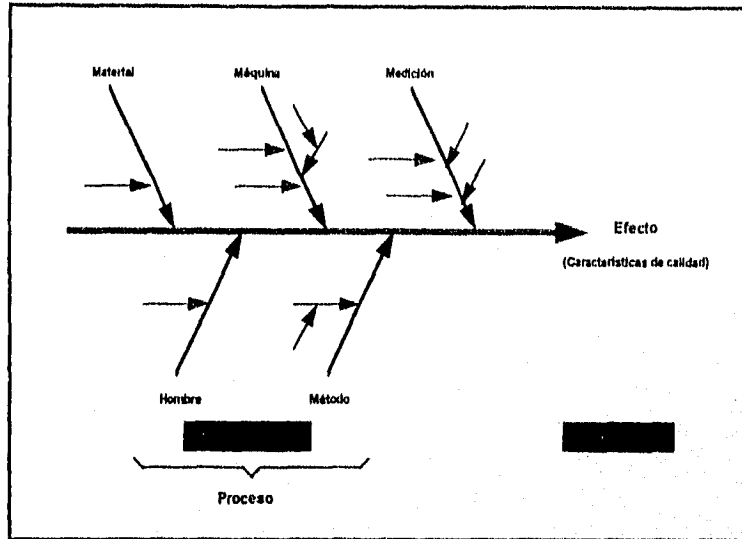 Material
Máquina
Medición
Efecto
(Características de calidad)
Hombre
Método
Proceso